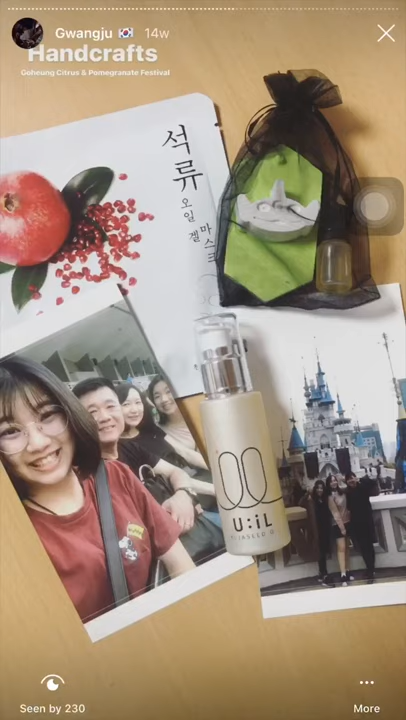 Gwangju 🇰🇷 14w
Handcrafts
Goheung Citrus & Pomegranate Festival
석류
오일
겔마스크
U:iL
Seen by 230
More